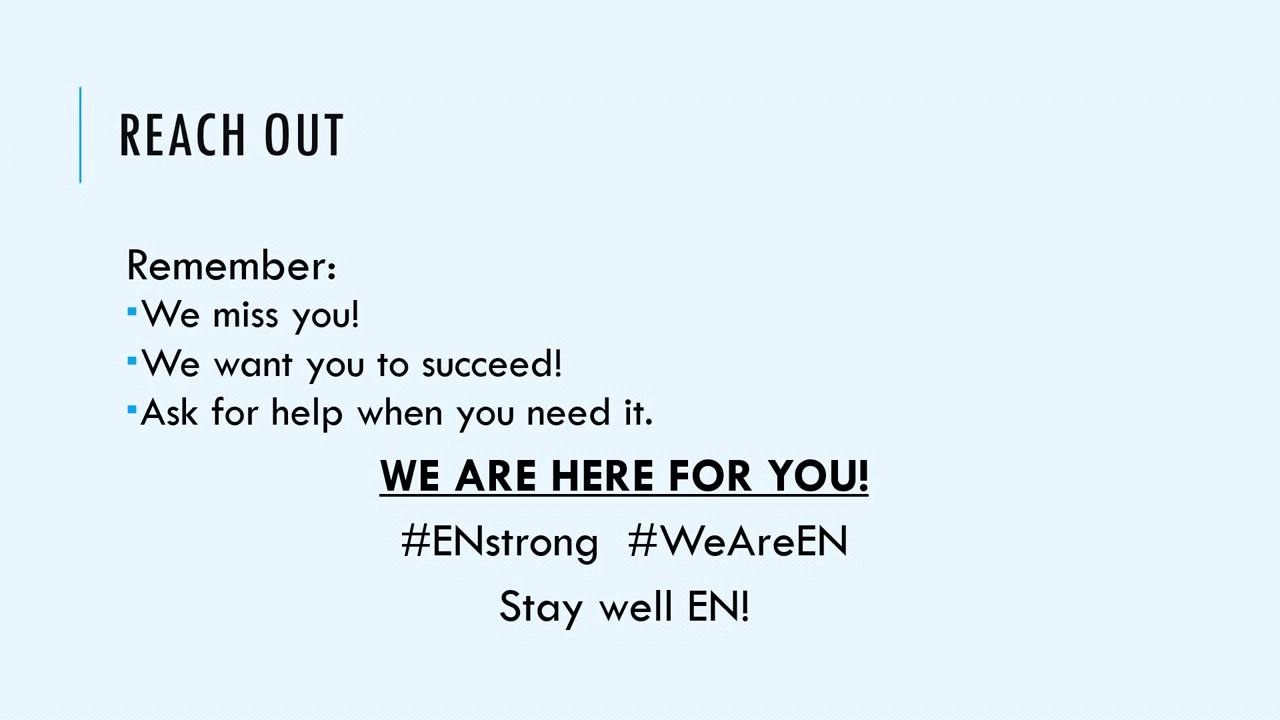 REACH OUT
Remember:
▪We miss you!
▪We want you to succeed!
▪Ask for help when you need it.
WE ARE HERE FOR YOU!
#ENstrong  #WeAreEN
Stay well EN!